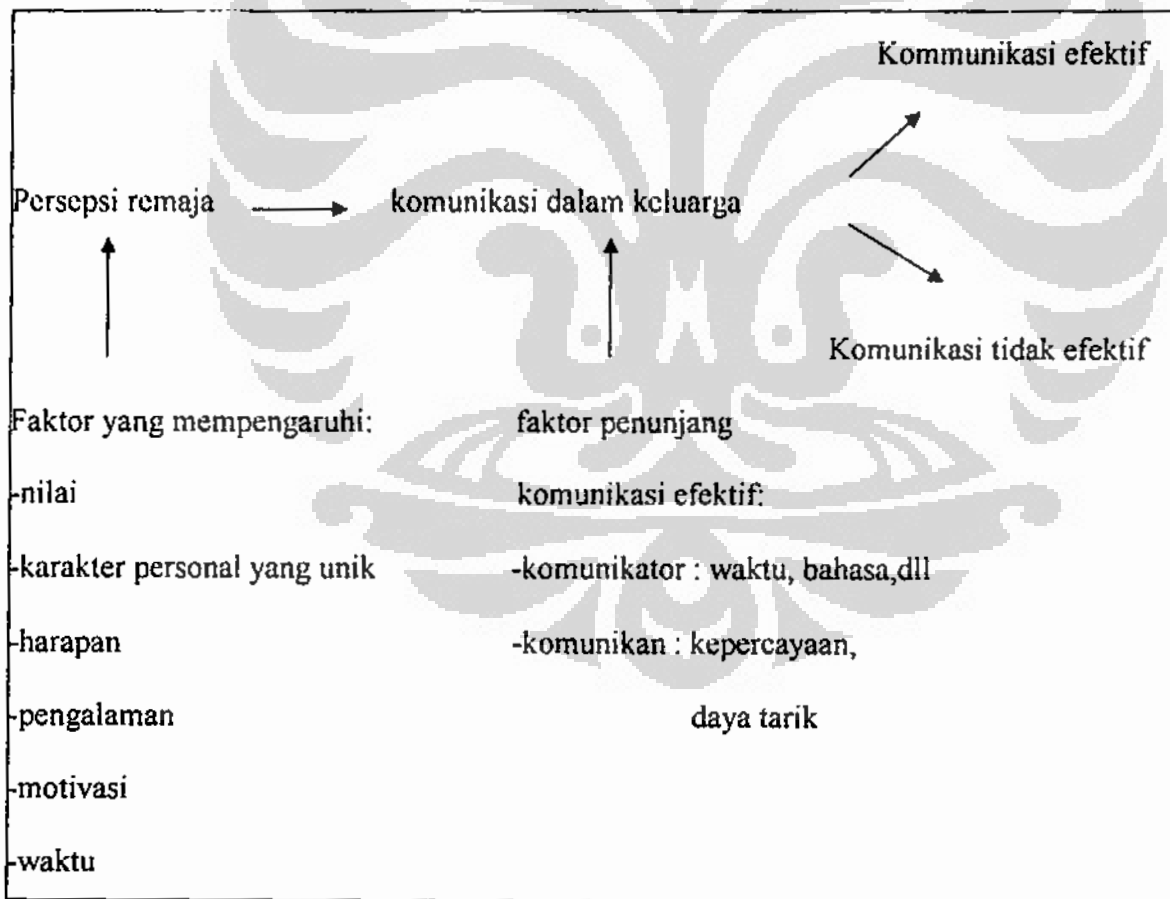 Kommunikasi efektif
Persepsi remaja
komunikasi dalam keluarga
Komunikasi tidak efektif
Faktor yang mempengaruhi:
-nilai
-karakter personal yang unik
-harapan
-pengalaman
-motivasi
-waktu
faktor penunjang
komunikasi efektif:
-komunikator : waktu, bahasa,dll
-komunikan : kepercayaan,
daya tarik